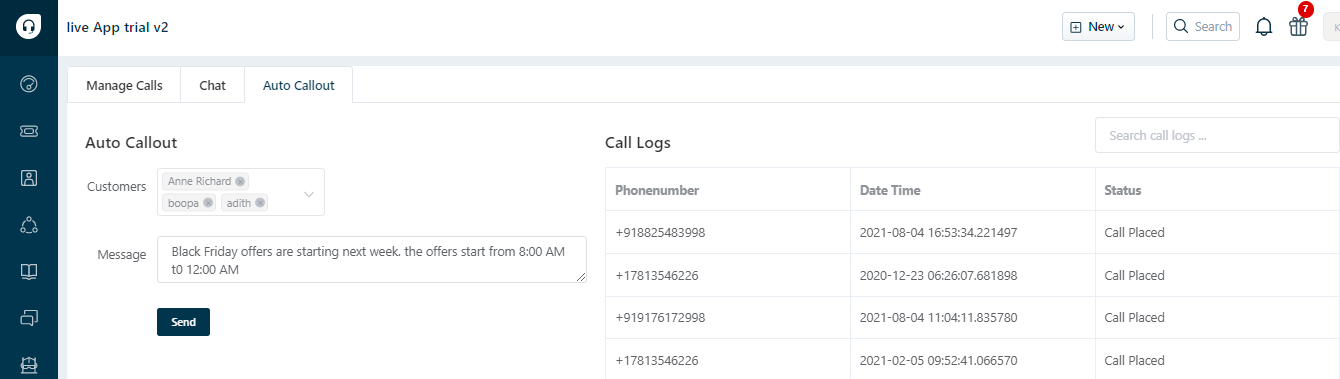 live App trial v2
New
Search
7
K
Manage Calls
Chat
Auto Callout
Auto Callout
Customers
Anne Richard
boopa adith
Message
Black Friday offers are starting next week. the offers start from 8:00 AM
t0 12:00 AM
Send
Call Logs
Search call logs ...
Phonenumber Date Time Status
+918825483998 2021-08-04 16:53:34.221497 Call Placed
+17813546226 2020-12-23 06:26:07.681898 Call Placed
+919176172998 2021-08-04 11:04:11.835780 Call Placed
+17813546226 2021-02-05 09:52:41.066570 Call Placed